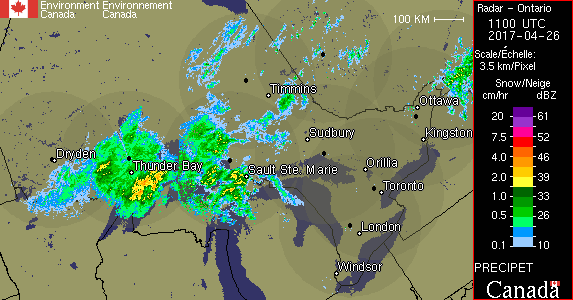 Environment Environnement
Canada Canada
100 KM
Timmins
Ottawa
Sudbury
Kingston
Dryden
Thunder Bay
Sault Ste. Marie
Orillia
Toronto
London
Windsor
Radar - Ontario
1100 UTC
2017-04-26
Scale/Échelle:
3.5 km/Pixel
Snow/Neige
cm/hr dBZ
20 61
7.5 52
5.0 50
4.0 46
2.0 39
1.0 33
0.5 26
0.1 10
PRECIPET
Canada